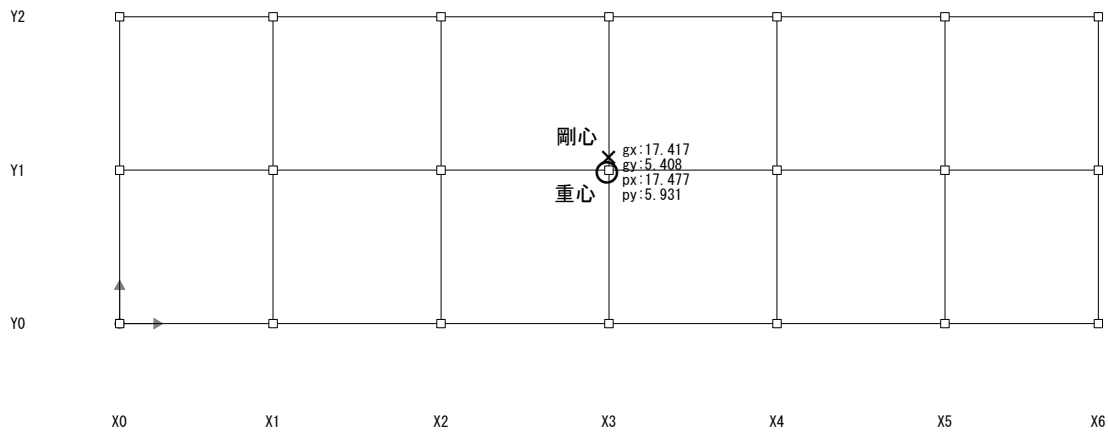 Y2
剛心
gx:17.417
gy:5.408
Y1
px:17.477
重心
py:5.931
Y0
X0 X1 X2 X3 X4 X5 X6